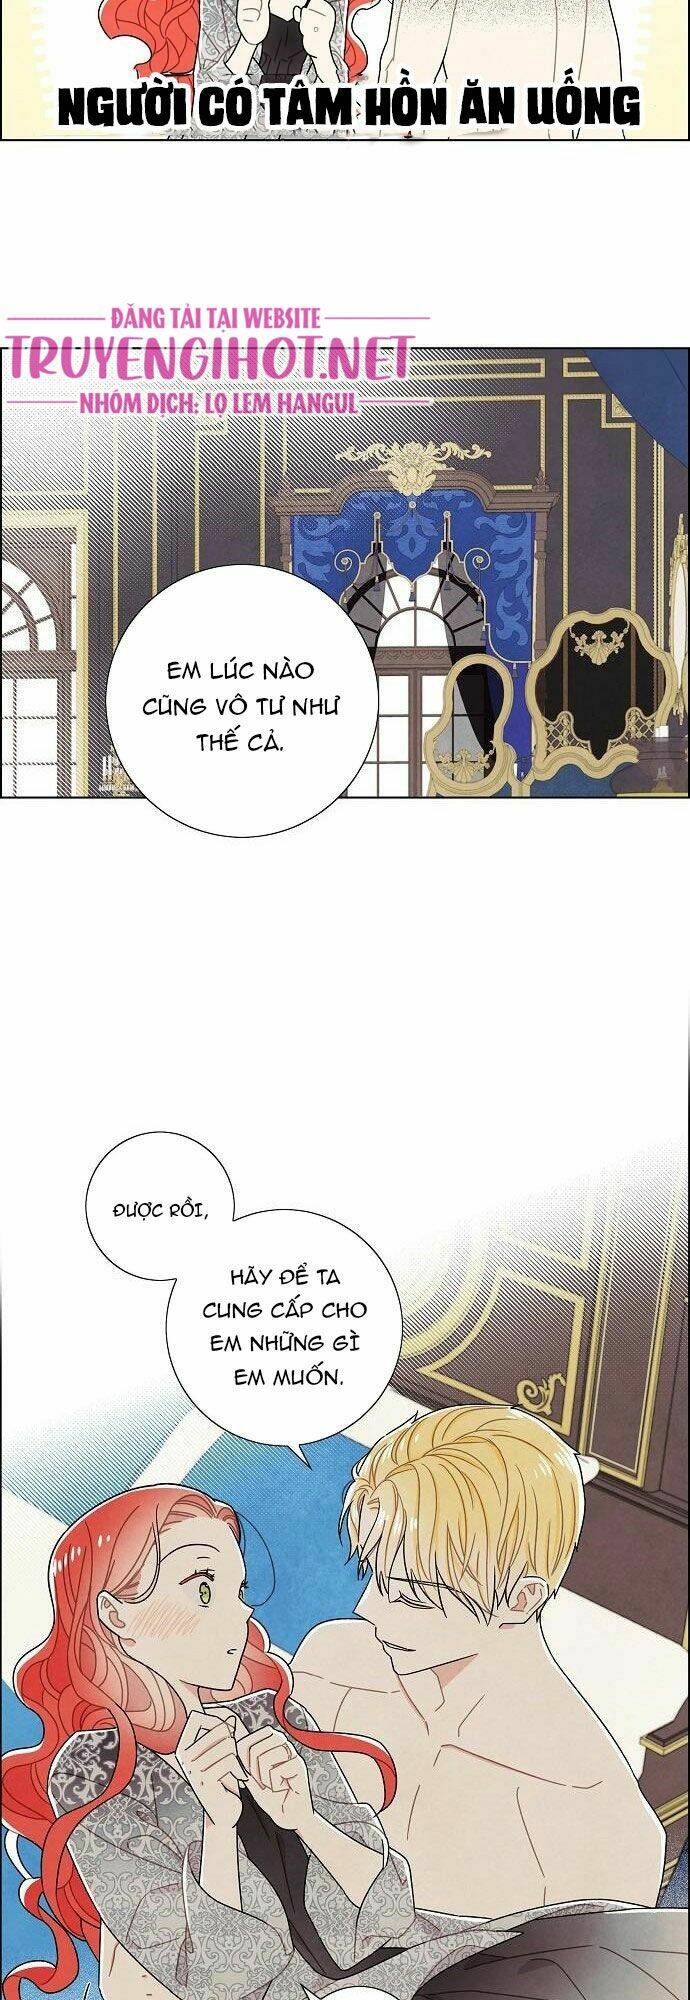 NGƯỜI CÓ TÂM HỒN ĂN UỐNG
ĐĂNG TẢI TẠI WEBSITE
TRUYENGIHOT.NET
NHÓM DỊCH: LỌ LEM HANGUL
EM LÚC NÀO
CŨNG VÔ TƯ NHƯ
THẾ CẢ.
ĐƯỢC RỒI,
HÃY ĐỂ TA
CUNG CẤP CHO
EM NHỮNG GÌ
EM MUỐN.